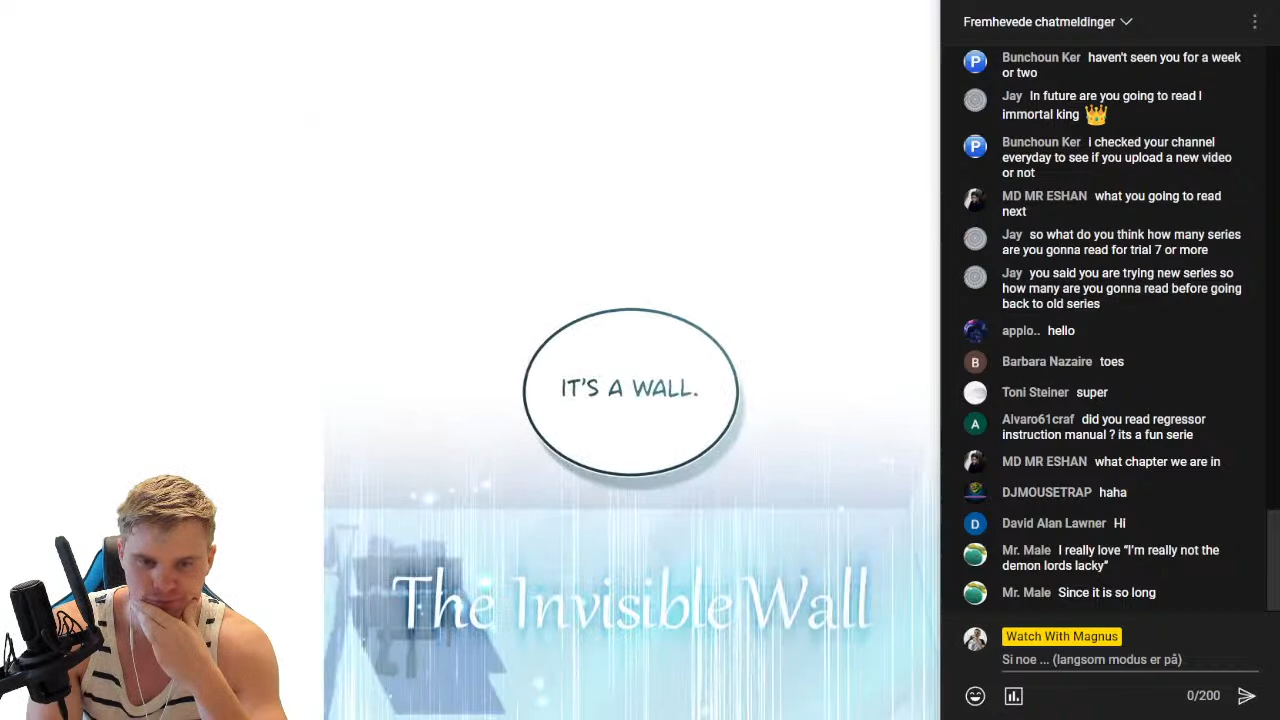 IT'S A WALL.
The Invisible Wall
Fremhevede chatmeldinger
Bunchoun Ker haven't seen you for a week
or two
Jay In future are you going to read I
immortal king
Bunchoun Ker I checked your channel
everyday to see if you upload a new video
or not
MD MR ESHAN what you going to read
next
Jay so what do you think how many series
are you gonna read for trial 7 or more
Jay you said you are trying new series so
how many are you gonna read before going
back to old series
applo.. hello
B
Barbara Nazaire toes
Toni Steiner super
A
Alvaro61craf did you read regressor
instruction manual ? its a fun serie
MD MR ESHAN what chapter we are in
DJMOUSETRAP haha
D
David Alan Lawner Hi
Mr. Male I really love “I'm really not the
demon lords lacky”
Mr. Male Since it is so long
Watch With Magnus
Si noe ... (langsom modus er på)
0/200